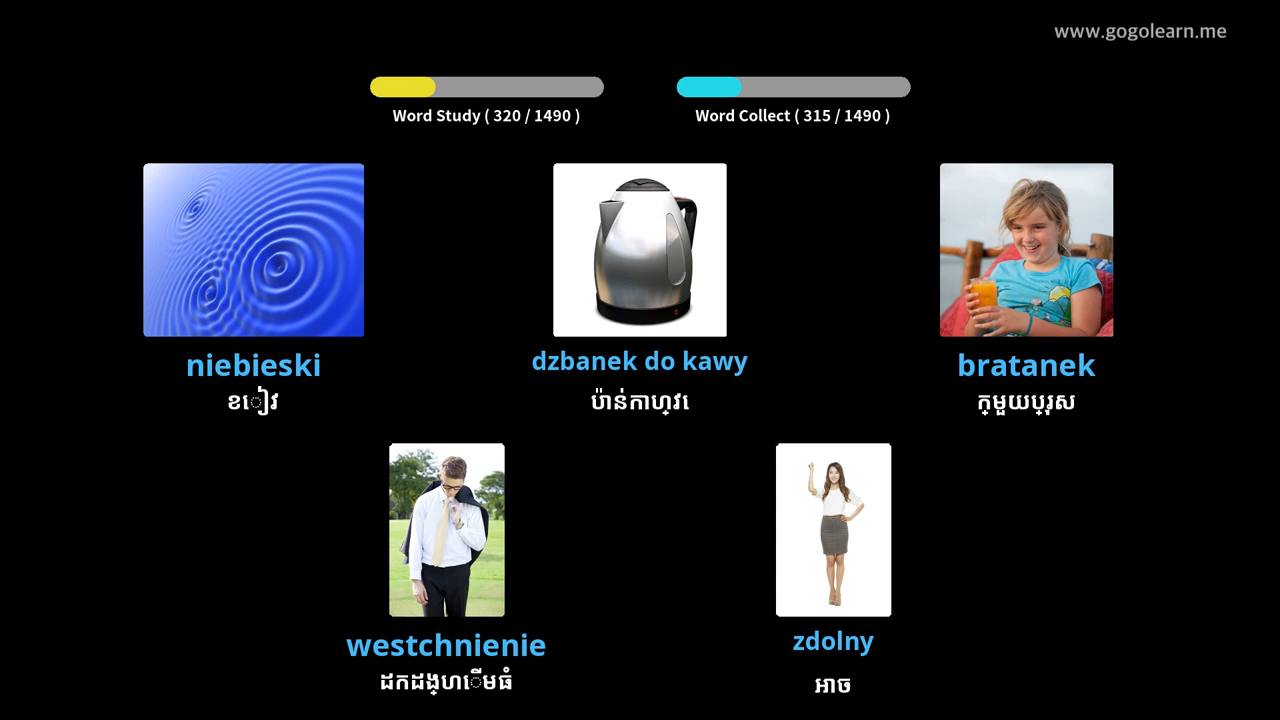 www.gogolearn.me
Word Study ( 320 / 1490 )
Word Collect ( 315 / 1490 )
niebieski
ខៀវ
dzbanek do kawy
ប៉ាន់កាហ្វេ
bratanek
ក្មួយប្រុស
westchnienie
ដកដង្ហើមធំ
zdolny
អាច